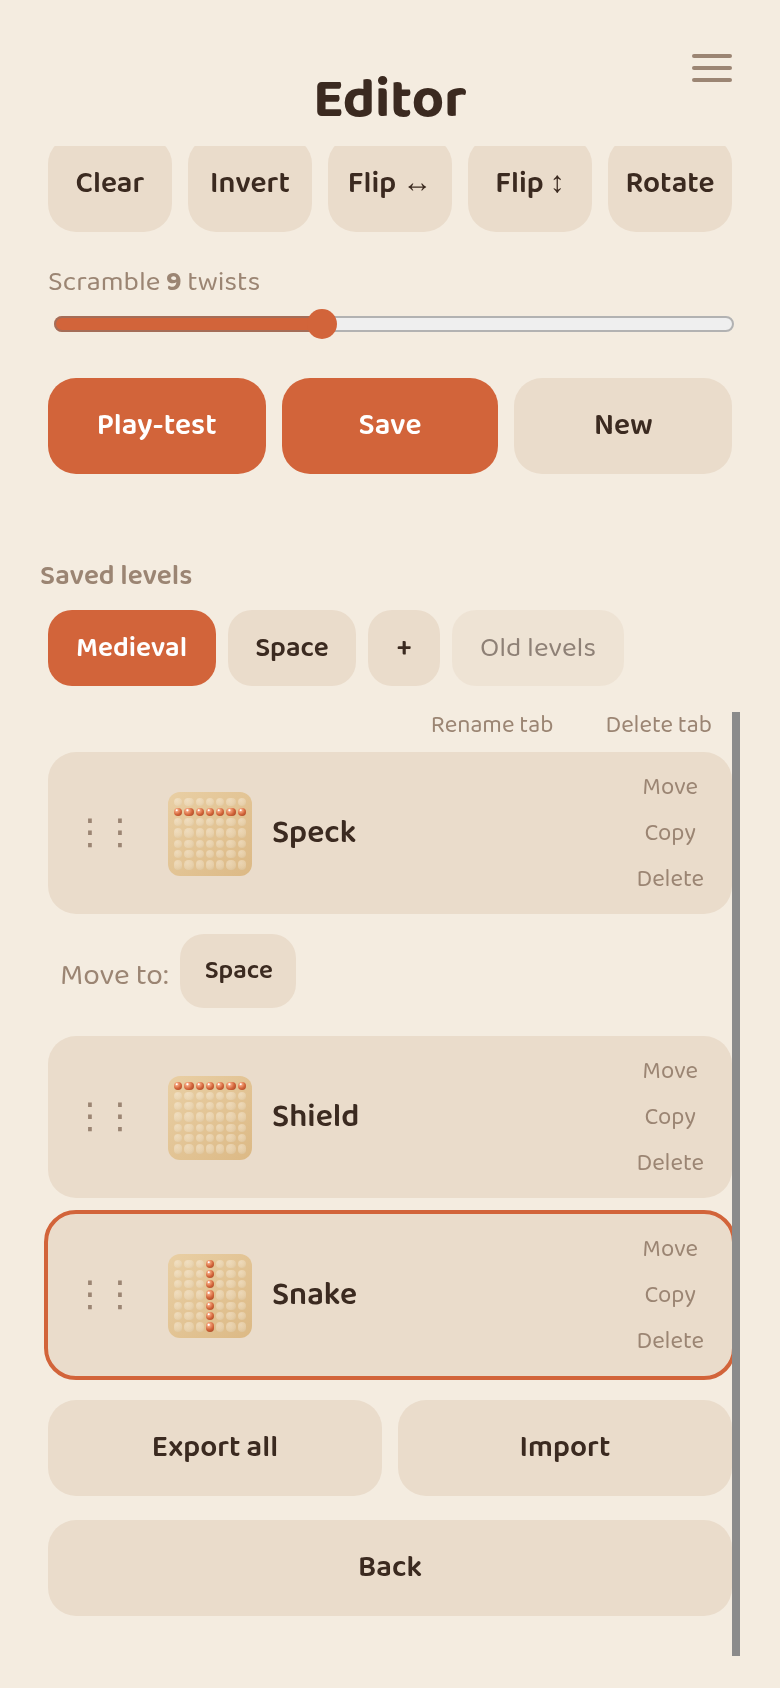 Editor
Clear Invert Flip ↔ Flip ↕ Rotate
Scramble 9 twists
Play-test Save New
Saved levels
Medieval Space + Old levels
Rename tab Delete tab
Speck
Move
Copy
Delete
Move to: Space
Shield
Move
Copy
Delete
Snake
Move
Copy
Delete
Export all Import
Back